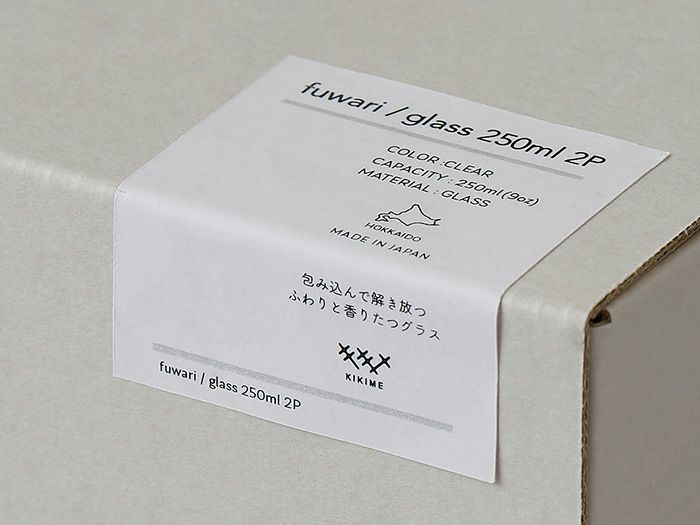 fuwari / glass 250ml 2P
COLOR : CLEAR
CAPACITY : 250ml (9oz)
MATERIAL : GLASS
HOKKAIDO
MADE IN JAPAN
包み込んで解き放つ
ふわりと香りたつグラス
KIKIME
fuwari / glass 250ml 2P